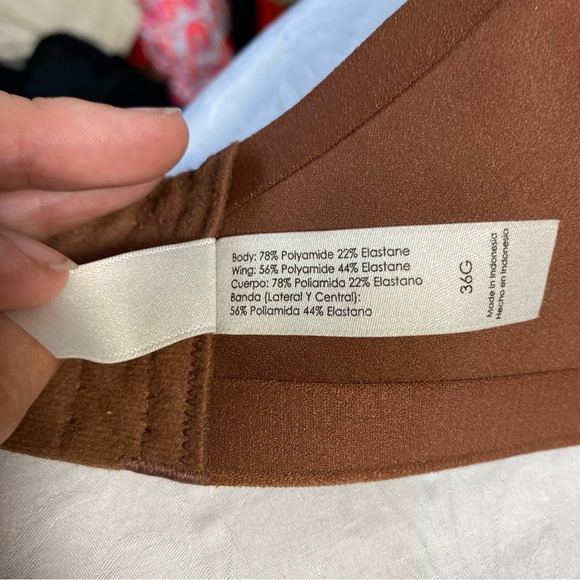 Body: 78% Polyamide 22% Elastane
Wing: 56% Polyamide 44% Elastane
Cuerpo: 78% Poliamida 22% Elastano
Banda (Lateral Y Central):
56% Poliamida 44% Elastano
36G
Made in Indonesia
Hecho en Indonesia